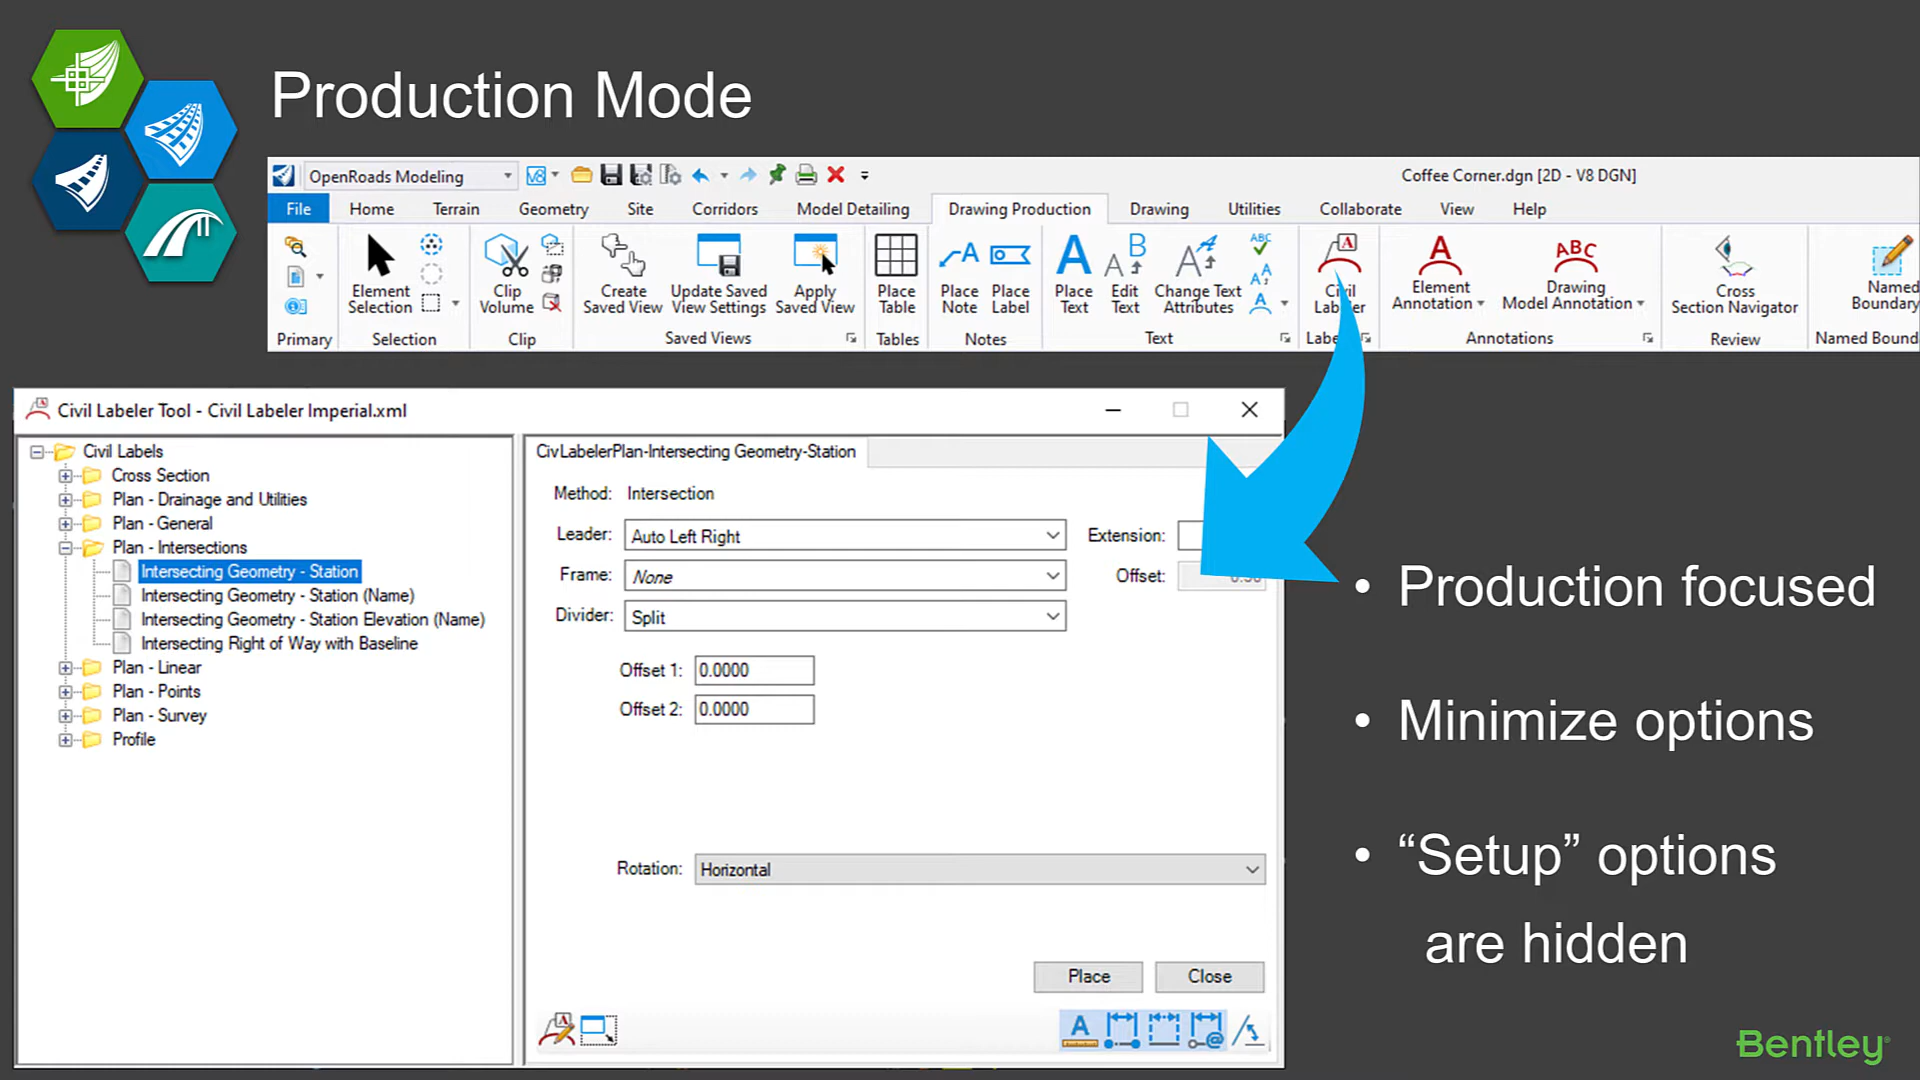 Production Mode
OpenRoads Modeling
V8
Coffee Corner.dgn [2D - V8 DGN]
File Home Terrain Geometry Site Corridors Model Detailing Drawing Production Drawing Utilities Collaborate View Help
Element Selection
Clip Volume
Create Saved View
Update Saved View Settings
Apply Saved View
Place Table
Place Note
Place Label
Place Text
Edit Text
Change Text Attributes
Civil Labeler
Element Annotation
Drawing Model Annotation
Cross Section Navigator
Named Boundary
Primary Selection Clip Saved Views Tables Notes Text Annotations Review
Civil Labeler Tool - Civil Labeler Imperial.xml
Civil Labels
Cross Section
Plan - Drainage and Utilities
Plan - General
Plan - Intersections
Intersecting Geometry - Station
Intersecting Geometry - Station (Name)
Intersecting Geometry - Station Elevation (Name)
Intersecting Right of Way with Baseline
Plan - Linear
Plan - Points
Plan - Survey
Profile
CivLabelerPlan-Intersecting Geometry-Station
Method: Intersection
Leader: Auto Left Right Extension:
Frame: None Offset:
Divider: Split
Offset 1: 0.0000
Offset 2: 0.0000
Rotation: Horizontal
Place Close
• Production focused
• Minimize options
• “Setup” options
are hidden
Bentley